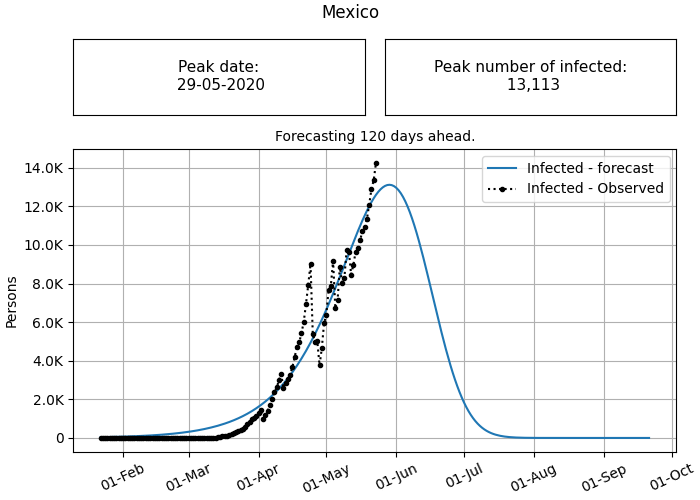 Mexico
Peak date:
29-05-2020
Peak number of infected:
13,113
Forecasting 120 days ahead.
Infected - forecast
Infected - Observed
Persons
14.0K
12.0K
10.0K
8.0K
6.0K
4.0K
2.0K
0
01-Feb
01-Mar
01-Apr
01-May
01-Jun
01-Jul
01-Aug
01-Sep
01-Oct